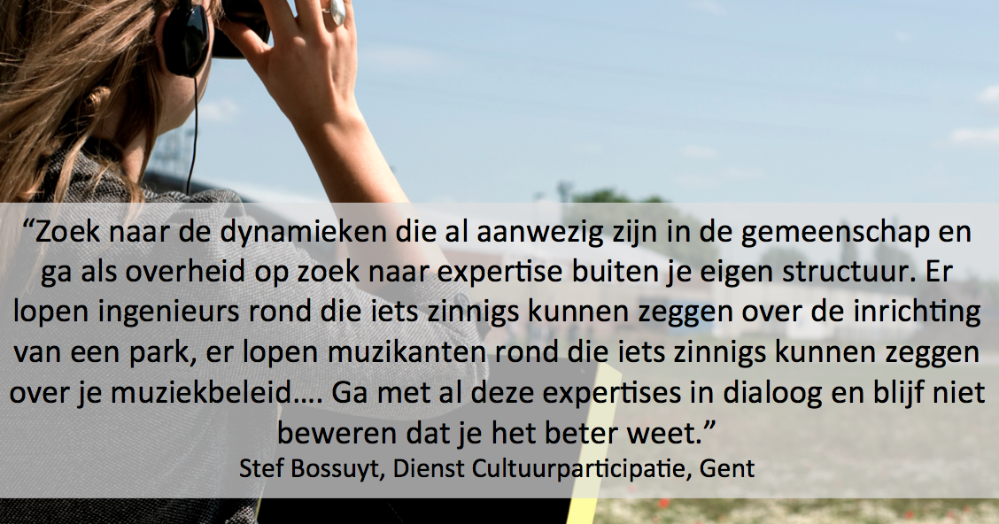 “Zoek naar de dynamieken die al aanwezig zijn in de gemeenschap en
ga als overheid op zoek naar expertise buiten je eigen structuur. Er
lopen ingenieurs rond die iets zinnigs kunnen zeggen over de inrichting
van een park, er lopen muzikanten rond die iets zinnigs kunnen zeggen
over je muziekbeleid…. Ga met al deze expertises in dialoog en blijf niet
beweren dat je het beter weet.”
Stef Bossuyt, Dienst Cultuurparticipatie, Gent